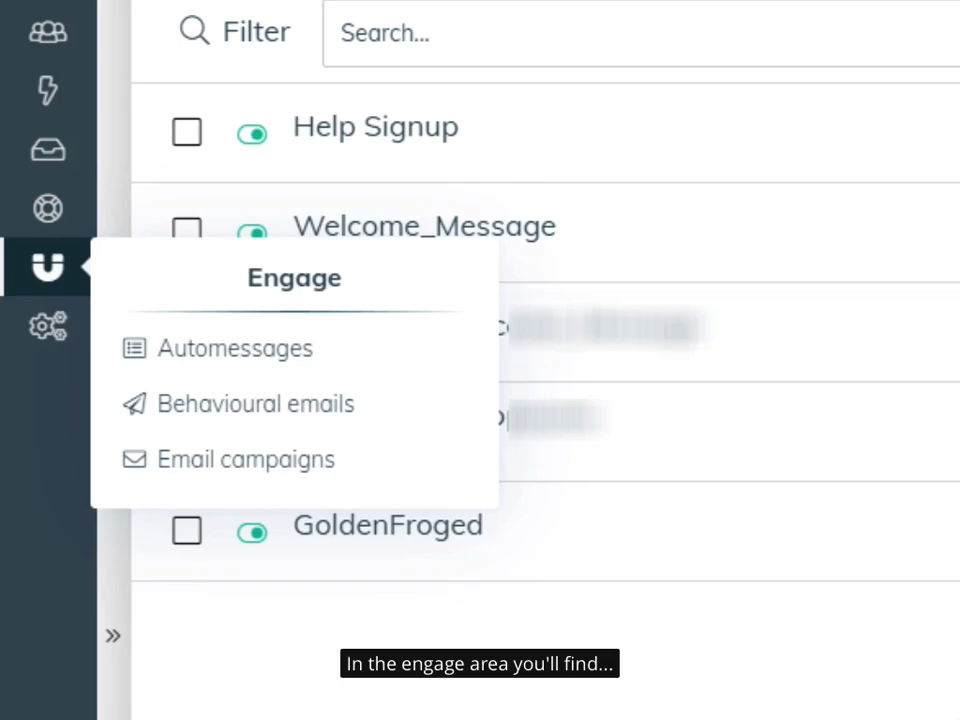 Filter
Search...
Help Signup
Welcome_Message
Engage
Automessages
Behavioural emails
Email campaigns
GoldenFroged
In the engage area you'll find...